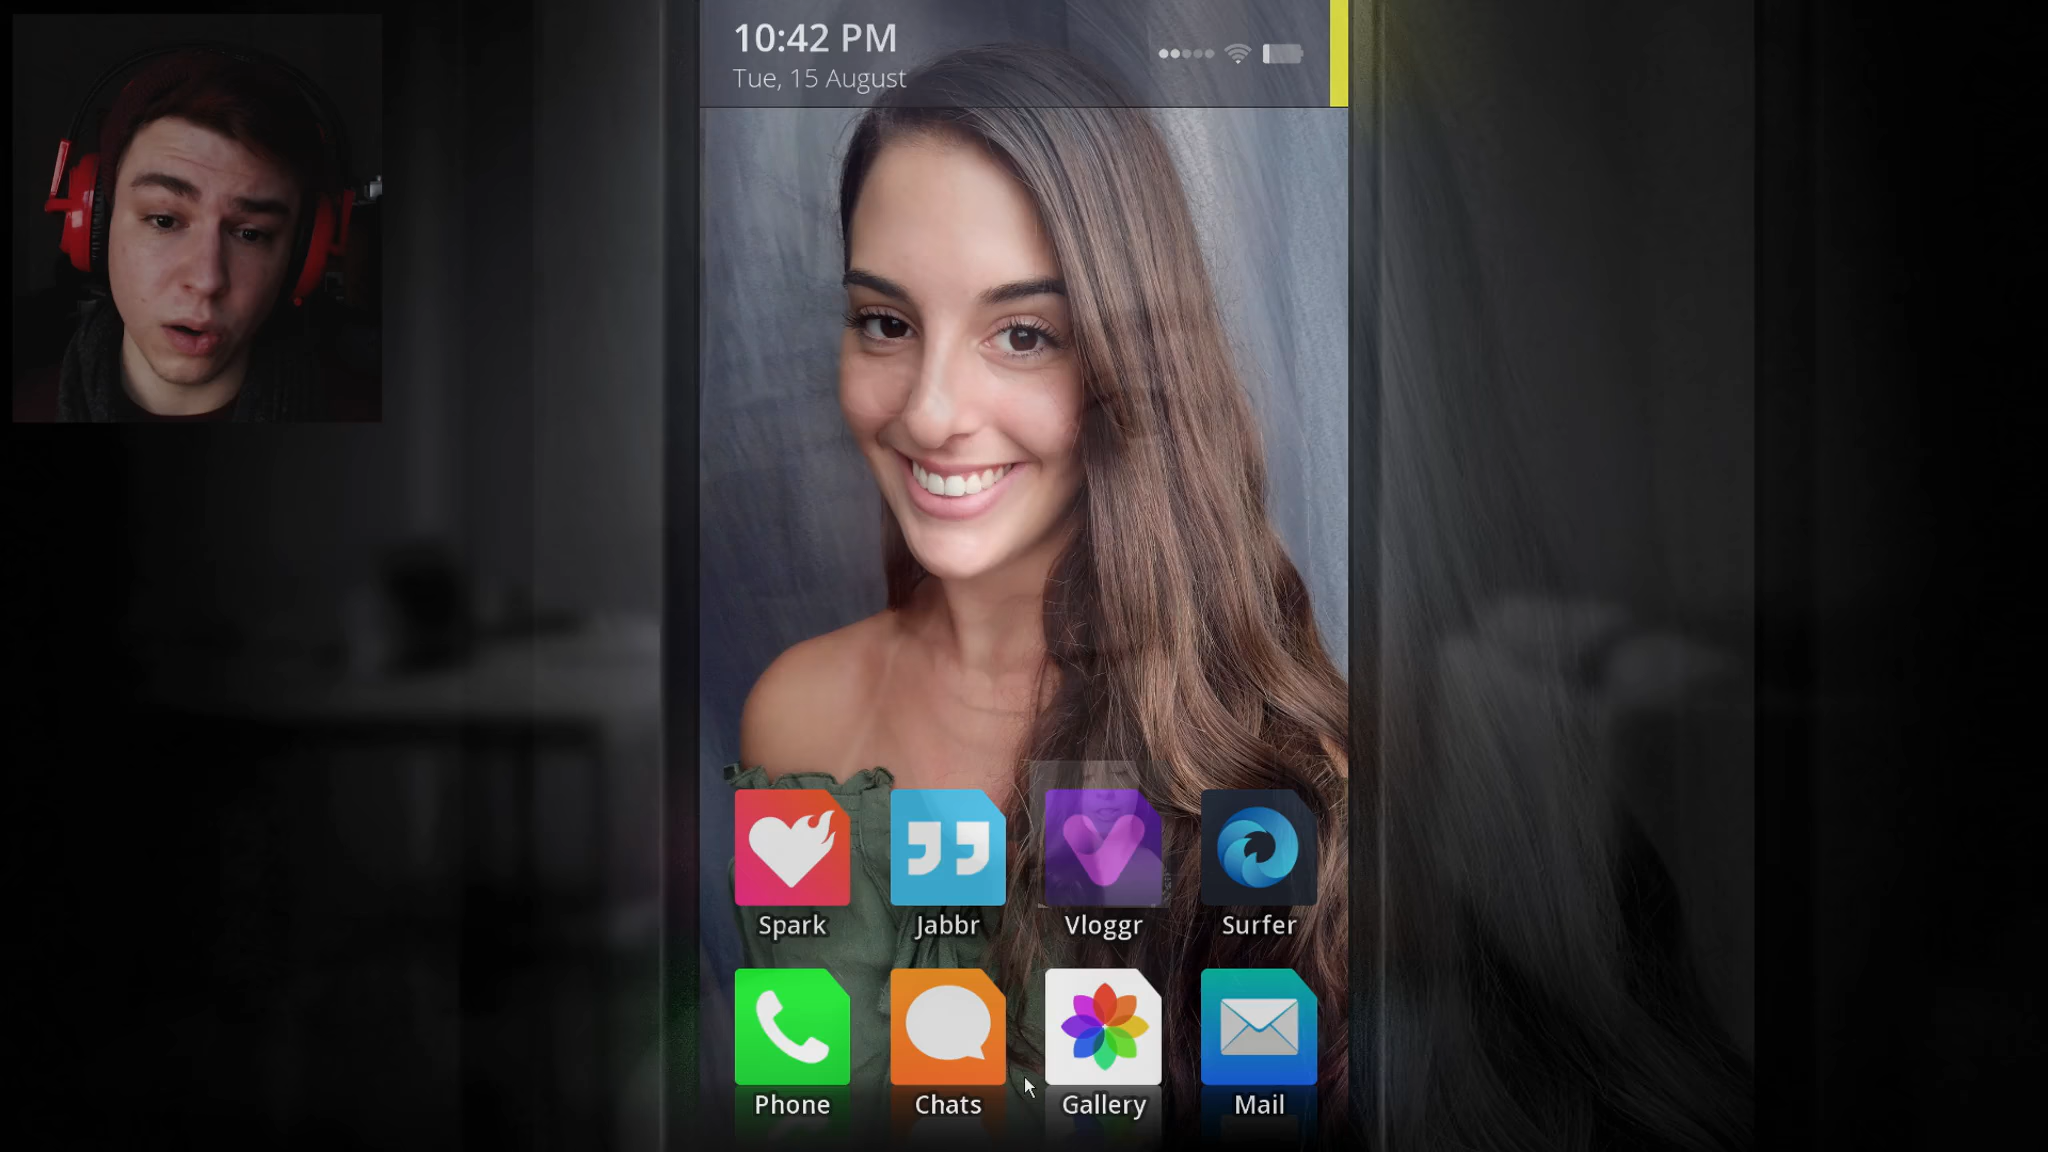 10:42 PM
Tue, 15 August
Spark
Jabbr
Vloggr
Surfer
Phone
Chats
Gallery
Mail